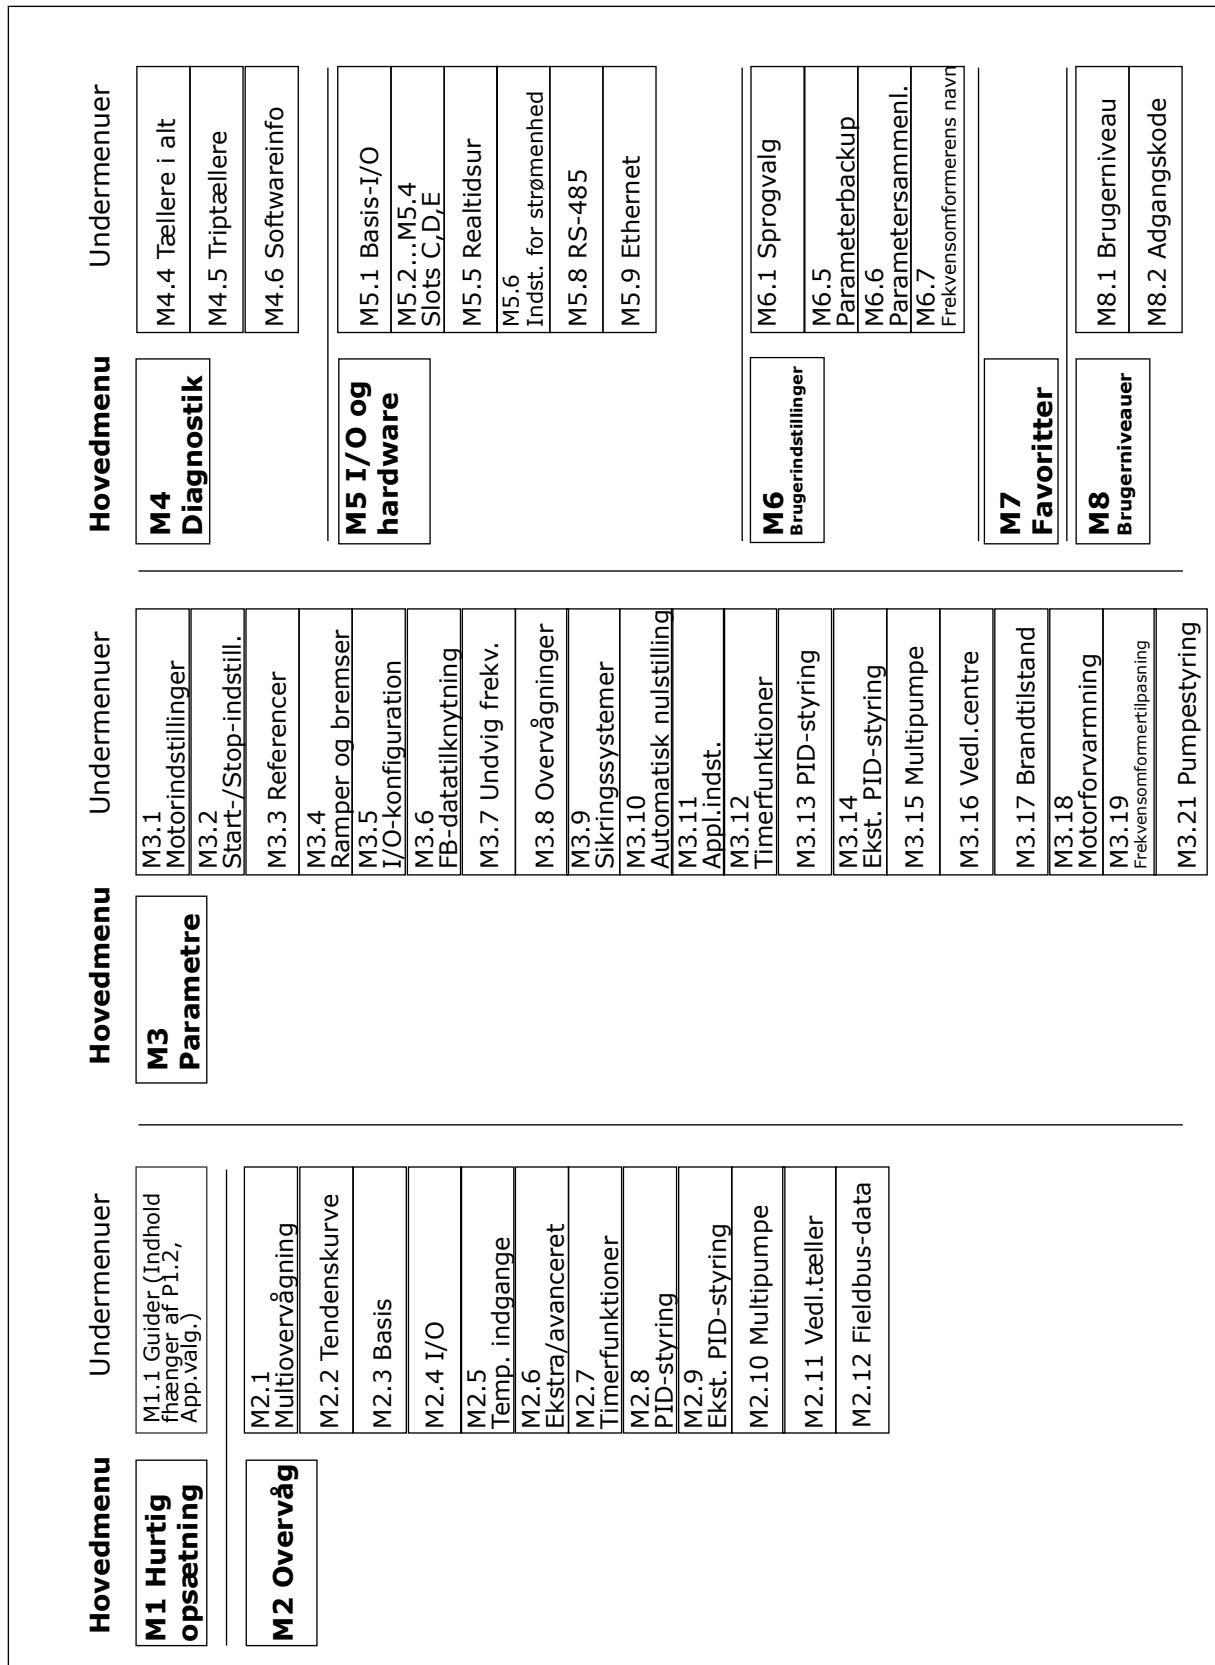 Hovedmenu
Undermenuer
M1 Hurtig
opsætning
M1.1 Guider (Indhold
fhænger af P1.2,
App.valg.)
M2 Overvåg
M2.1
Multiovervågning
M2.2 Tendenskurve
M2.3 Basis
M2.4 I/O
M2.5
Temp. indgange
M2.6
Ekstra/avanceret
M2.7
Timerfunktioner
M2.8
PID-styring
M2.9
Ekst. PID-styring
M2.10 Multipumpe
M2.11 Vedl.tæller
M2.12 Fieldbus-data
Hovedmenu
Undermenuer
M3
Parametre
M3.1
Motorindstillinger
M3.2
Start-/Stop-indstill.
M3.3 Referencer
M3.4
Ramper og bremser
M3.5
I/O-konfiguration
M3.6
FB-datatilknytning
M3.7 Undvig frekv.
M3.8 Overvågninger
M3.9
Sikringssystemer
M3.10
Automatisk nulstilling
M3.11
Appl.indst.
M3.12
Timerfunktioner
M3.13 PID-styring
M3.14
Ekst. PID-styring
M3.15 Multipumpe
M3.16 Vedl.centre
M3.17 Brandtilstand
M3.18
Motorforvarmning
M3.19
Frekvensomformertilpasning
M3.21 Pumpestyring
Hovedmenu
Undermenuer
M4
Diagnostik
M4.4 Tællere i alt
M4.5 Triptællere
M4.6 Softwareinfo
M5 I/O og
hardware
M5.1 Basis-I/O
M5.2...M5.4
Slots C,D,E
M5.5 Realtidsur
M5.6
Indst. for strømenhed
M5.8 RS-485
M5.9 Ethernet
M6
Brugerindstillinger
M6.1 Sprogvalg
M6.5
Parameterbackup
M6.6
Parametersammenl.
M6.7
Frekvensomformerens navn
M7
Favoritter
M8
Brugerniveauer
M8.1 Brugerniveau
M8.2 Adgangskode